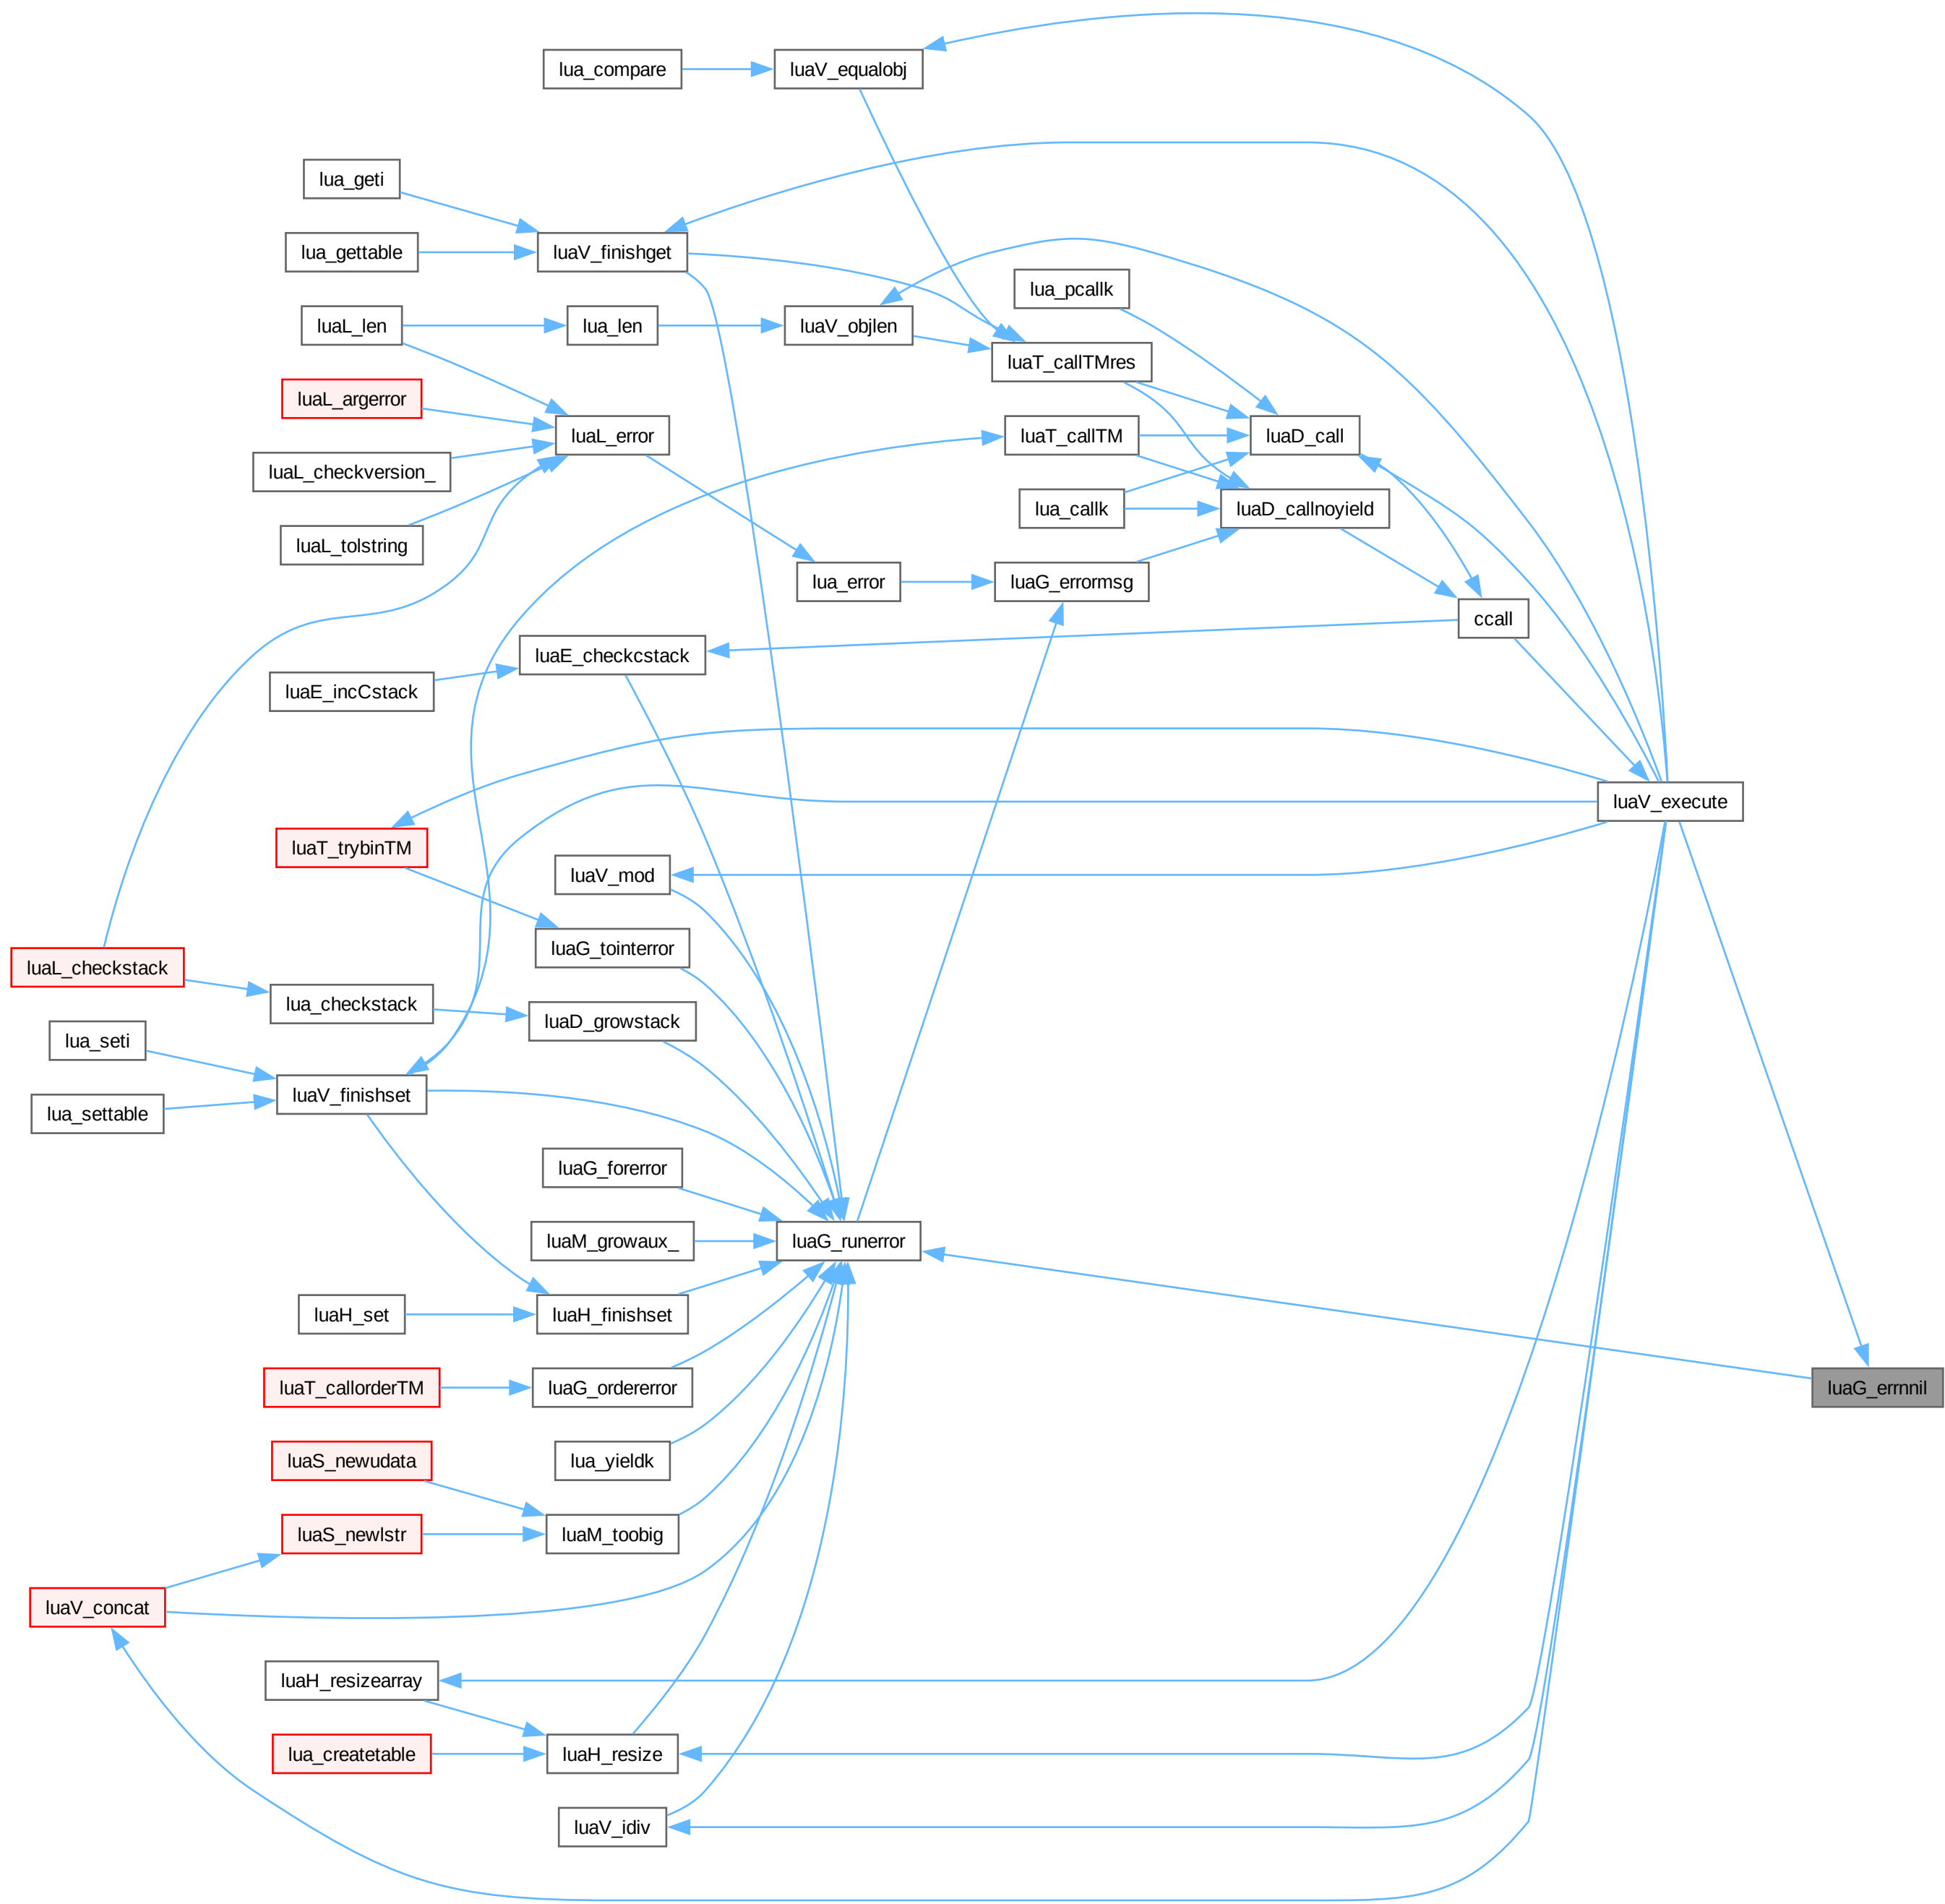 lua_compare
luaV_equalobj
lua_geti
lua_gettable
luaV_finishget
lua_pcallk
luaL_len
lua_len
luaV_objlen
luaT_callTMres
luaL_argerror
luaL_error
luaT_callTM
luaD_call
luaL_checkversion_
lua_callk
luaD_callnoyield
luaL_tolstring
lua_error
luaG_errormsg
ccall
luaE_checkcstack
luaE_incCstack
luaV_execute
luaT_trybinTM
luaV_mod
luaG_tointerror
luaL_checkstack
lua_checkstack
luaD_growstack
lua_seti
luaV_finishset
lua_settable
luaG_forerror
luaM_growaux_
luaG_runerror
luaH_set
luaH_finishset
luaT_callorderTM
luaG_ordererror
luaG_errnnil
luaS_newudata
lua_yieldk
luaS_newlstr
luaM_toobig
luaV_concat
luaH_resizearray
lua_createtable
luaH_resize
luaV_idiv